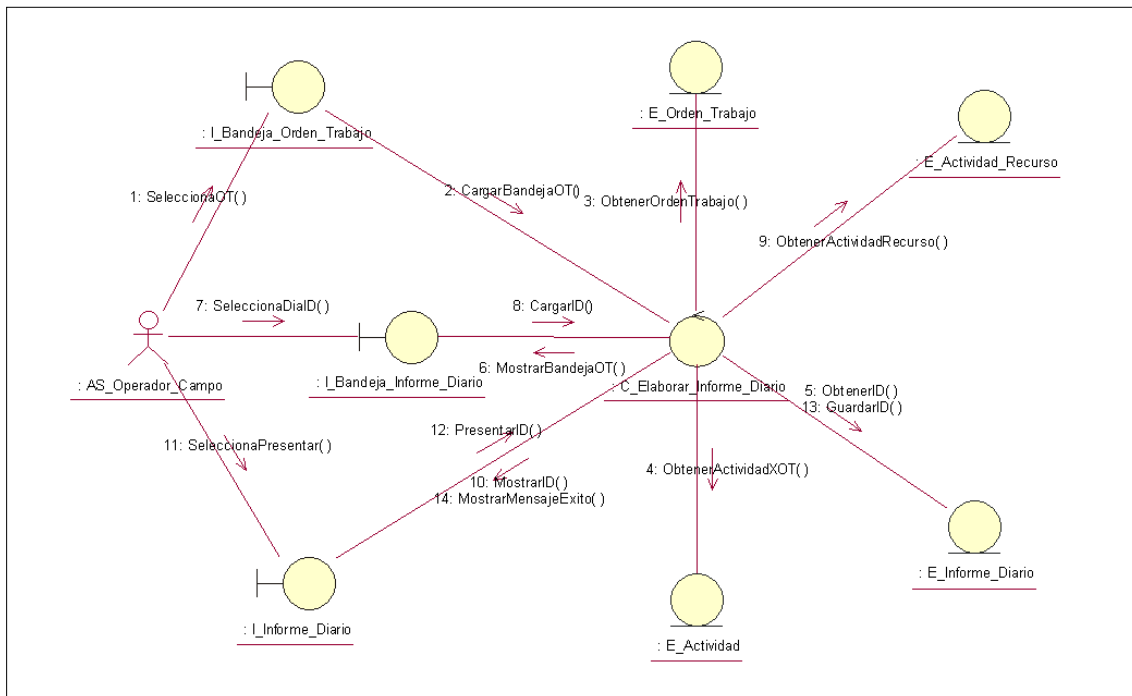 : E_Orden_Trabajo
: I_Bandeja_Orden_Trabajo
: E_Actividad_Recurso
1: SeleccionaOT( )
2: CargarBandejaOT()
3: ObtenerOrdenTrabajo( )
9: ObtenerActividadRecurso( )
7: SeleccionaDiaID( )
8: CargarID()
6: MostrarBandejaOT( )
: AS_Operador_Campo
: I_Bandeja_Informe_Diario
: C_Elaborar_Informe_Diario
5: ObtenerID( )
13: GuardarID( )
12: PresentarID( )
11: SeleccionaPresentar( )
4: ObtenerActividadXOT( )
10: MostrarID( )
14: MostrarMensajeExito( )
: E_Informe_Diario
: I_Informe_Diario
: E_Actividad